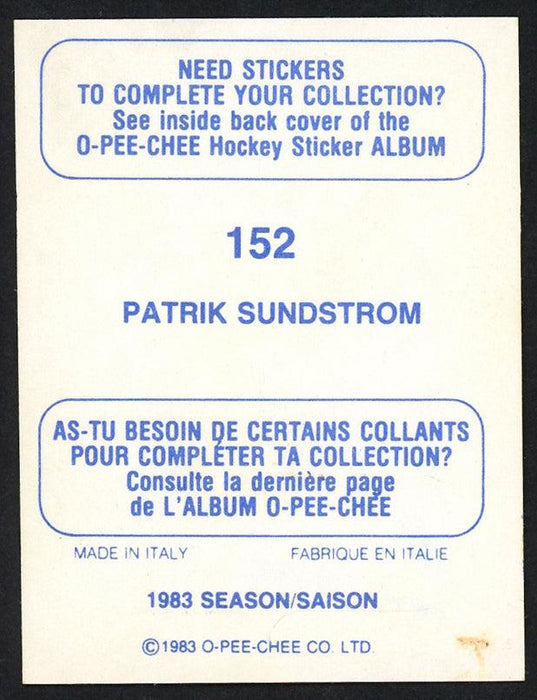 NEED STICKERS
TO COMPLETE YOUR COLLECTION?
See inside back cover of the
O-PEE-CHEE Hockey Sticker ALBUM
152
PATRIK SUNDSTROM
AS-TU BESOIN DE CERTAINS COLLANTS
POUR COMPLÉTER TA COLLECTION?
Consulte la dernière page
de L'ALBUM O-PEE-CHEE
MADE IN ITALY FABRIQUE EN ITALIE
1983 SEASON/SAISON
© 1983 O-PEE-CHEE CO. LTD.